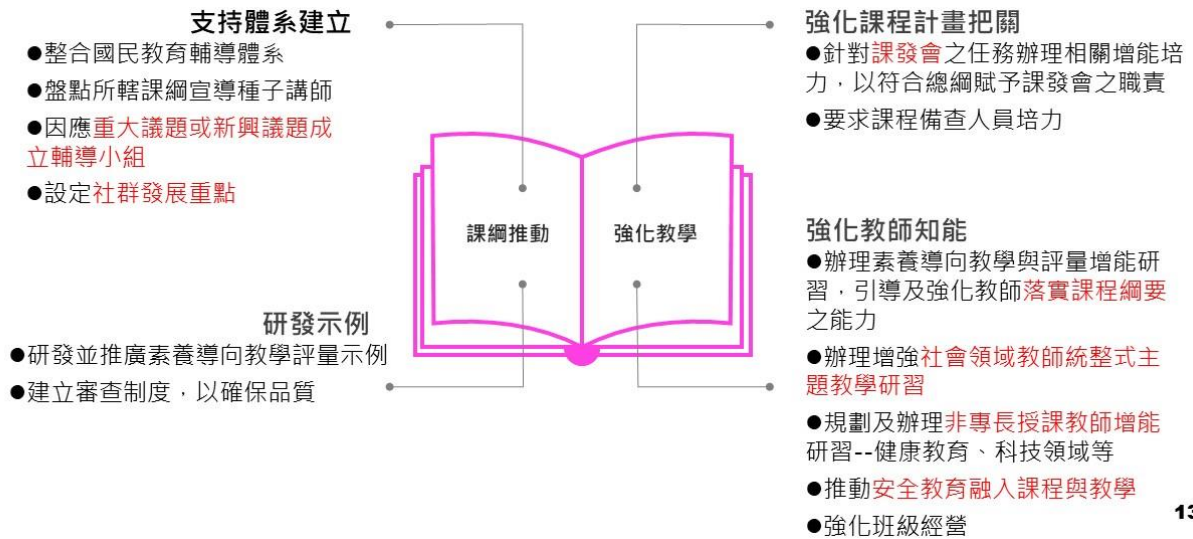 支持體系建立
●整合國民教育輔導體系
●盤點所轄課綱宣導種子講師
●因應重大議題或新興議題成
立輔導小組
●設定社群發展重點
研發示例
●研發並推廣素養導向教學評量示例
●建立審查制度，以確保品質
課綱推動
強化教學
強化課程計畫把關
●針對課發會之任務辦理相關增能培
力，以符合總綱賦予課發會之職責
●要求課程備查人員培力
強化教師知能
●辦理素養導向教學與評量增能研
習，引導及強化教師落實課程綱要
之能力
●辦理增強社會領域教師統整式主
題教學研習
●規劃及辦理非專長授課教師增能
研習--健康教育、科技領域等
●推動安全教育融入課程與教學
●強化班級經營
13